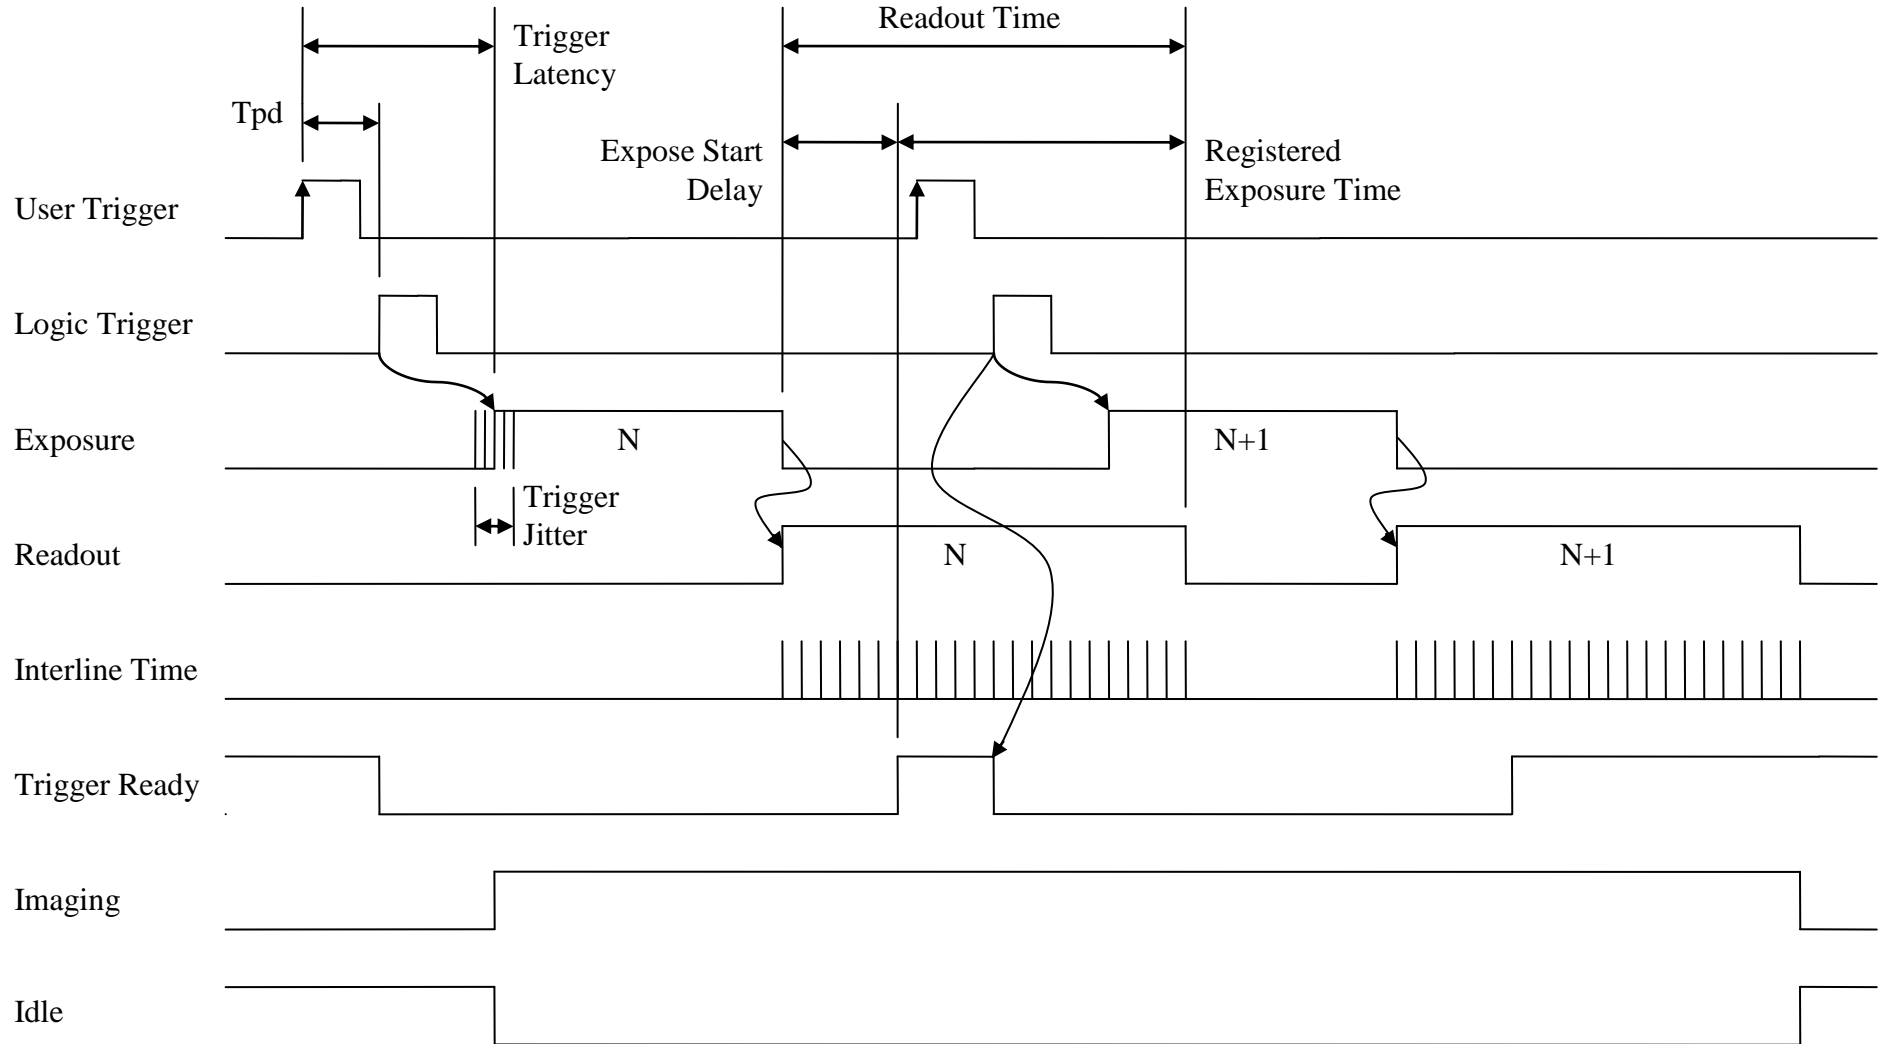 Readout Time
Trigger
Latency
Tpd
Expose Start
Delay
Registered
Exposure Time
User Trigger
Logic Trigger
Exposure
N
N+1
Trigger
Jitter
Readout
N
N+1
Interline Time
Trigger Ready
Imaging
Idle